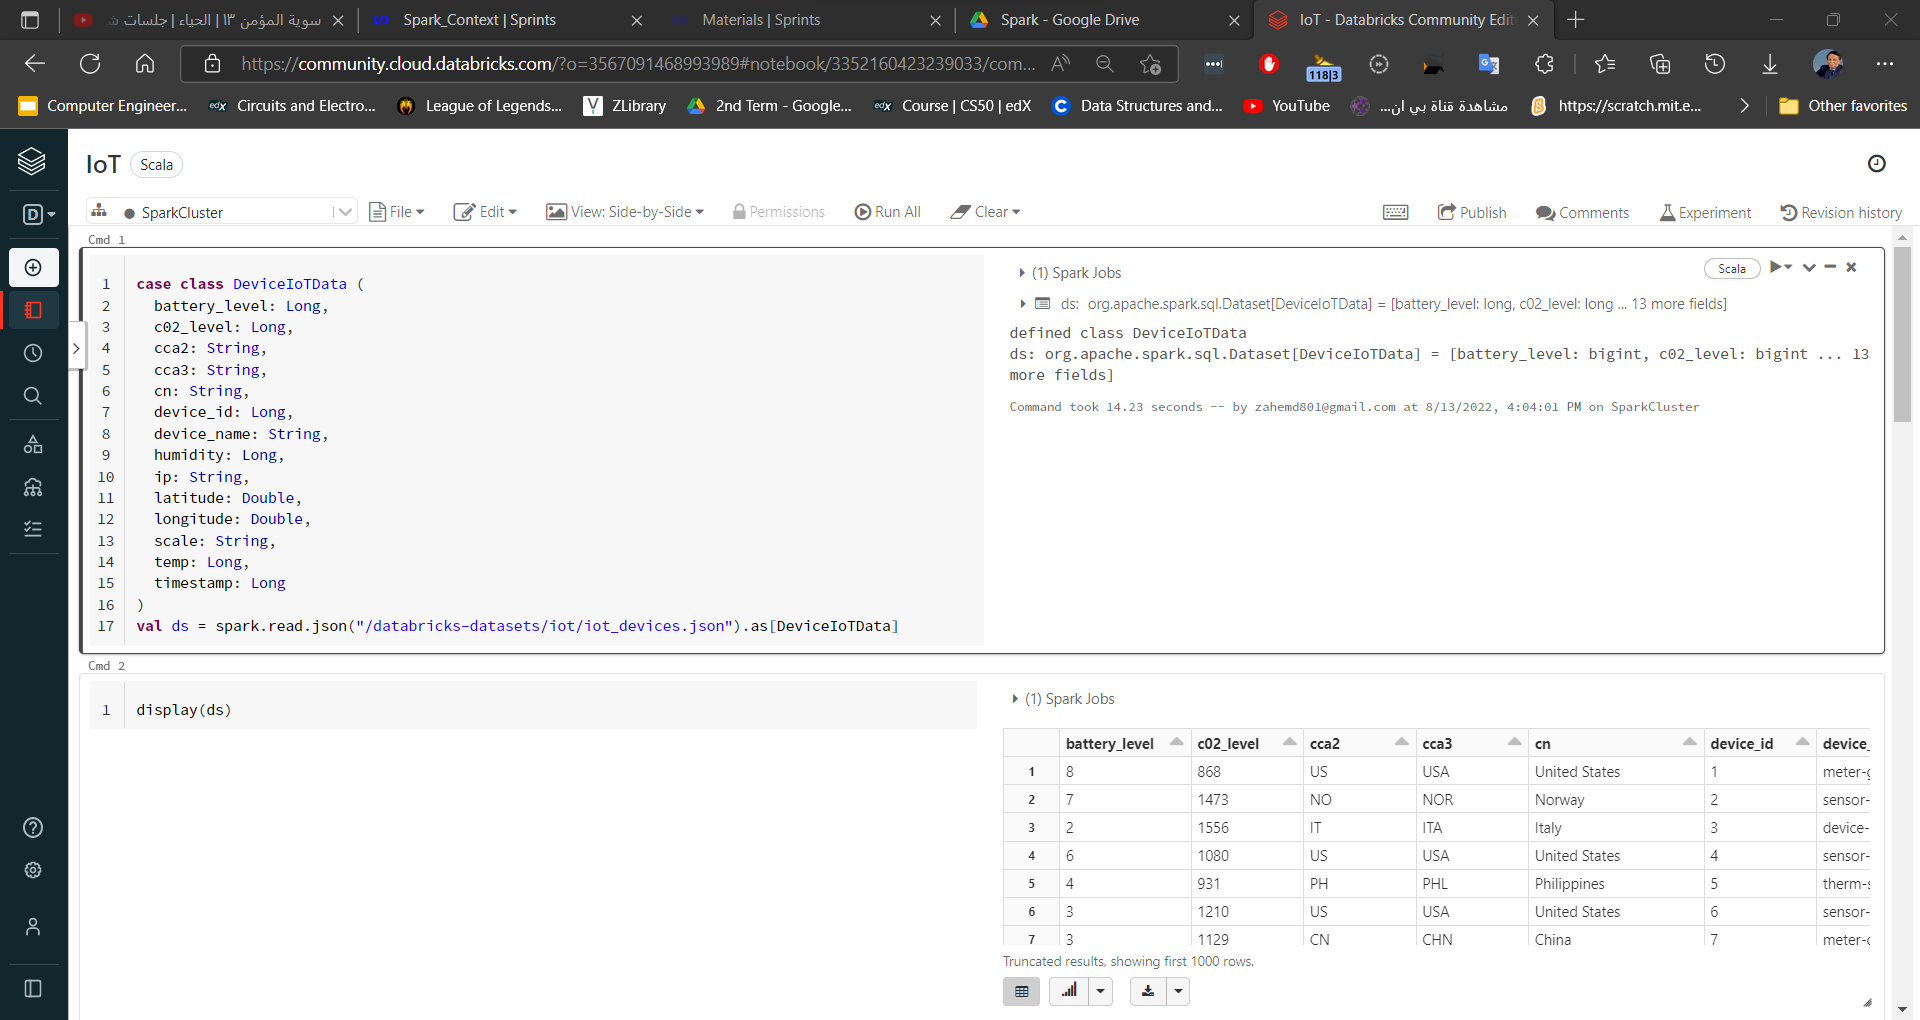 سوية المؤمن ١٣ | الحياء | جلسات ش
Spark_Context | Sprints
Materials | Sprints
Spark - Google Drive
IoT - Databricks Community Edit
https://community.cloud.databricks.com/?o=3567091468993989#notebook/3352160423239033/com...
118|3
Computer Engineer...
Circuits and Electro...
League of Legends...
ZLibrary
2nd Term - Google...
Course | CS50 | edX
Data Structures and...
YouTube
مشاهدة قناة بي ان...
https://scratch.mit.e...
Other favorites
IoT
Scala
D
SparkCluster
File
Edit
View: Side-by-Side
Permissions
Run All
Clear
Publish
Comments
Experiment
Revision history
Cmd 1
1 case class DeviceIoTData (
2 battery_level: Long,
3 c02_level: Long,
4 cca2: String,
5 cca3: String,
6 cn: String,
7 device_id: Long,
8 device_name: String,
9 humidity: Long,
10 ip: String,
11 latitude: Double,
12 longitude: Double,
13 scale: String,
14 temp: Long,
15 timestamp: Long
16 )
17 val ds = spark.read.json("/databricks-datasets/iot/iot_devices.json").as[DeviceIoTData]
(1) Spark Jobs
Scala
ds: org.apache.spark.sql.Dataset[DeviceIoTData] = [battery_level: long, c02_level: long ... 13 more fields]
defined class DeviceIoTData
ds: org.apache.spark.sql.Dataset[DeviceIoTData] = [battery_level: bigint, c02_level: bigint ... 13
more fields]
Command took 14.23 seconds -- by zahemd801@gmail.com at 8/13/2022, 4:04:01 PM on SparkCluster
Cmd 2
1 display(ds)
(1) Spark Jobs
battery_level c02_level cca2 cca3 cn device_id device_
1 8 868 US USA United States 1 meter-g
2 7 1473 NO NOR Norway 2 sensor-
3 2 1556 IT ITA Italy 3 device-
4 6 1080 US USA United States 4 sensor-
5 4 931 PH PHL Philippines 5 therm-s
6 3 1210 US USA United States 6 sensor-
7 3 1129 CN CHN China 7 meter-
Truncated results, showing first 1000 rows.